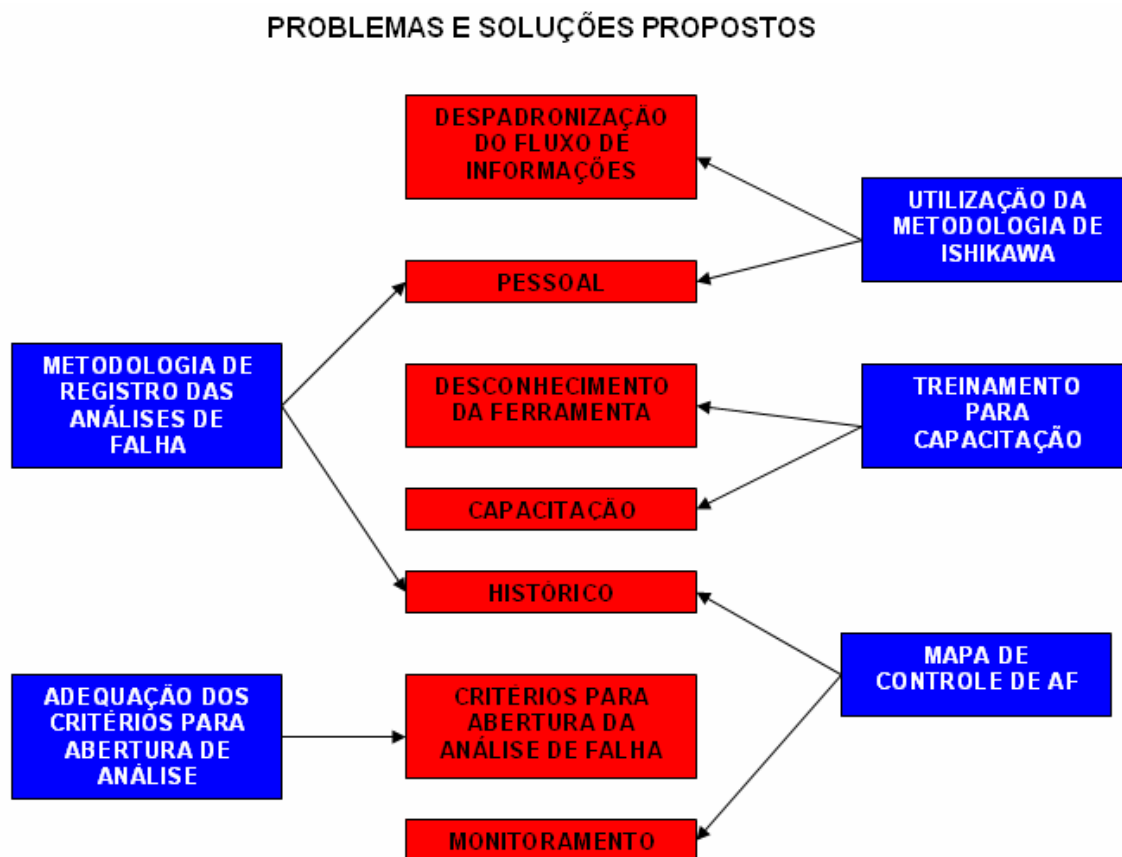 PROBLEMAS E SOLUÇÕES PROPOSTOS
DESPADRONIZAÇÃO
DO FLUXO DE
INFORMAÇÕES
UTILIZAÇÃO DA
METODOLOGIA DE
ISHIKAWA
PESSOAL
METODOLOGIA DE
REGISTRO DAS
ANÁLISES DE
FALHA
DESCONHECIMENTO
DA FERRAMENTA
TREINAMENTO
PARA
CAPACITAÇÃO
CAPACITAÇÃO
HISTÓRICO
MAPA DE
CONTROLE DE AF
ADEQUAÇÃO DOS
CRITÉRIOS PARA
ABERTURA DE
ANÁLISE
CRITÉRIOS PARA
ABERTURA DA
ANÁLISE DE FALHA
MONITORAMENTO